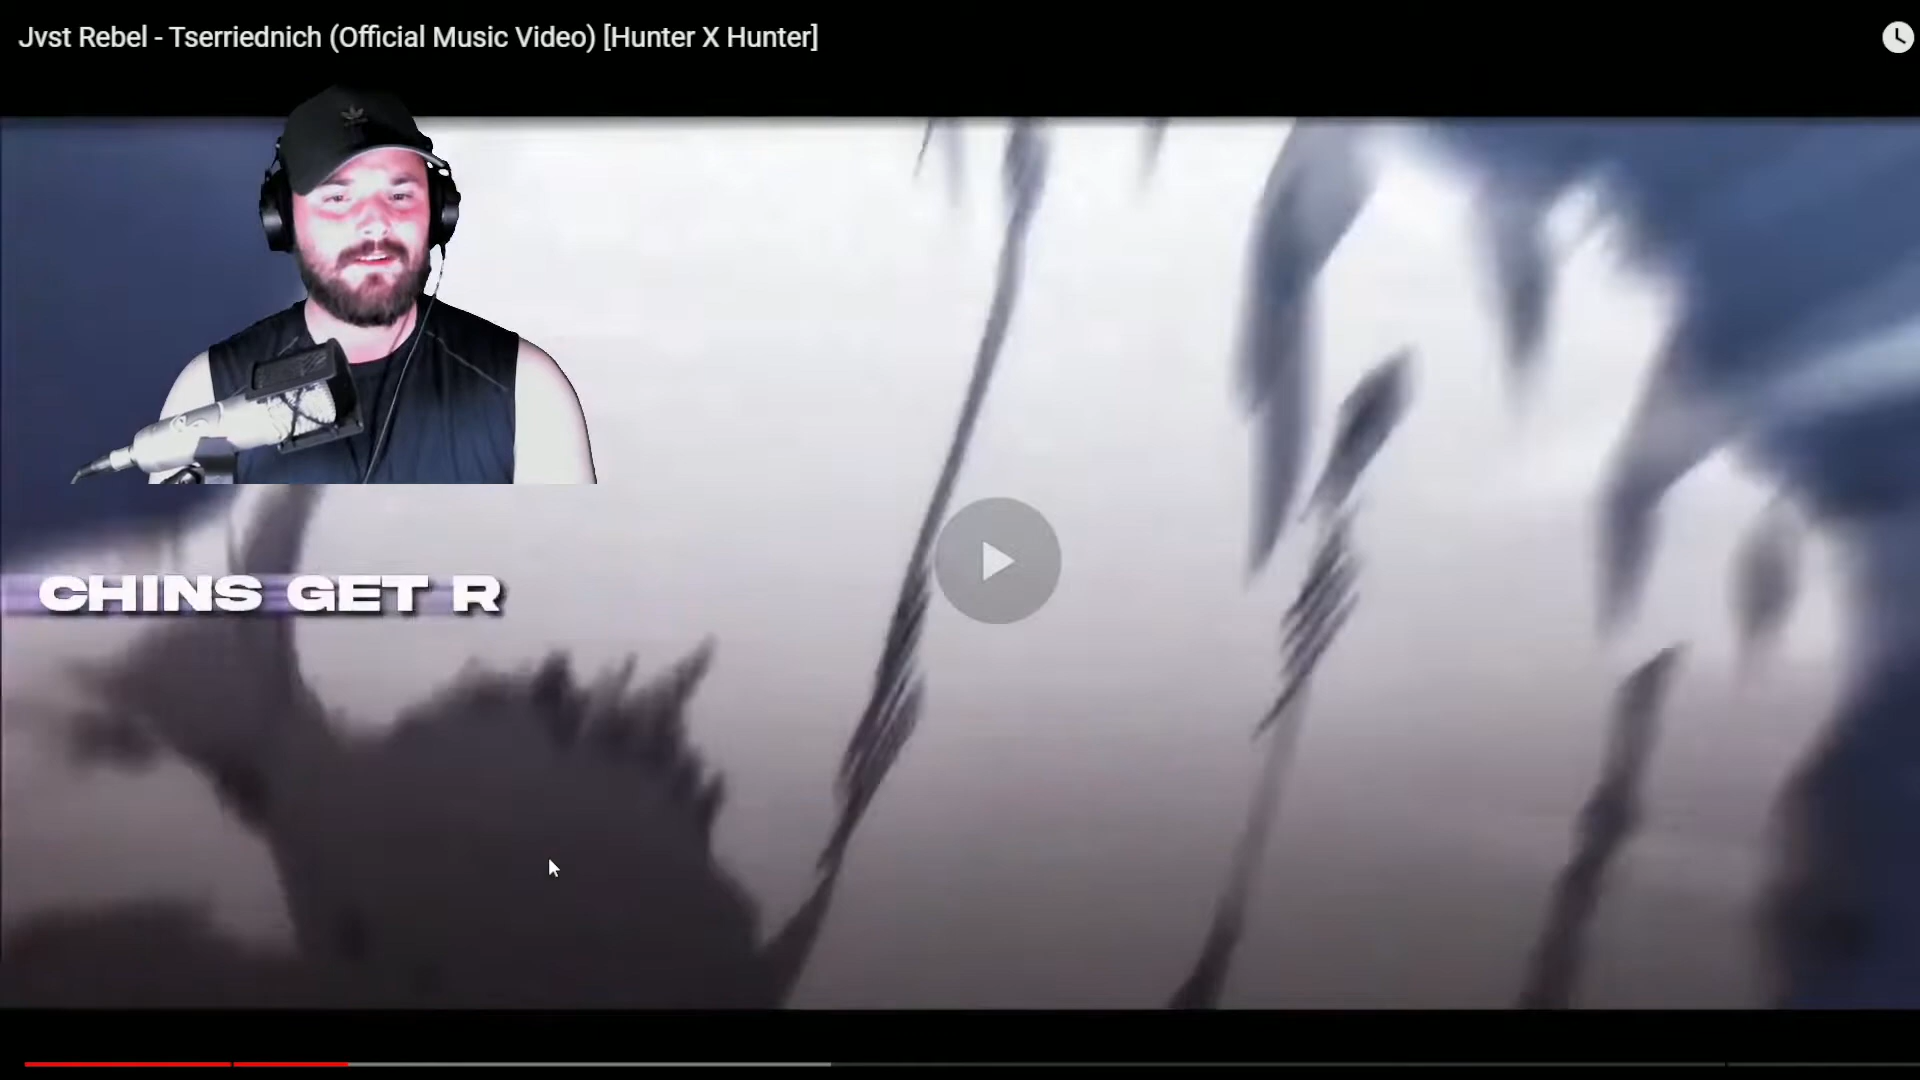 Jvst Rebel - Tserriednich (Official Music Video) [Hunter X Hunter]
CHINS GET R